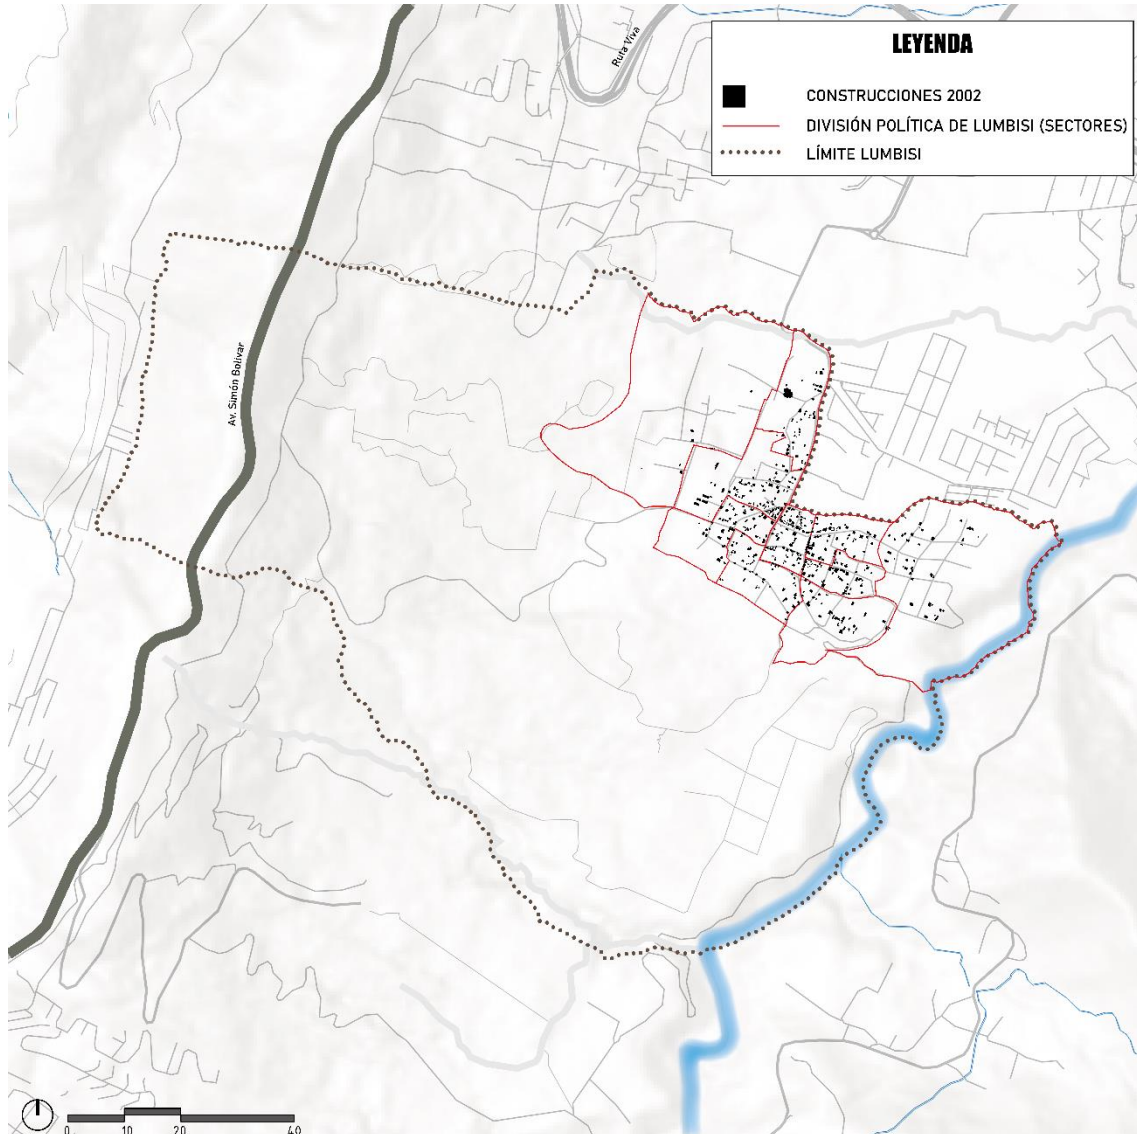 Ruta Viva
LEYENDA
CONSTRUCCIONES 2002
DIVISIÓN POLÍTICA DE LUMBISI (SECTORES)
LÍMITE LUMBISI
Av. Simón Bolívar
0 10 20 40